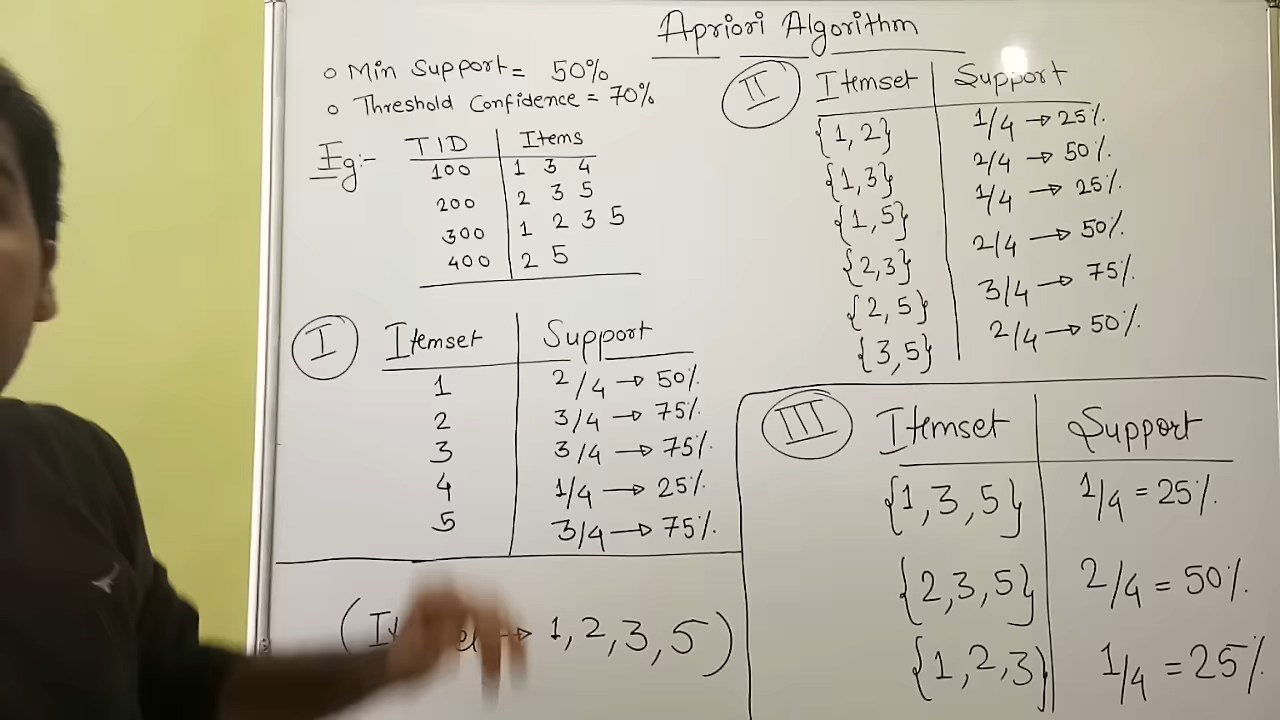 Apriori Algorithm
○ Min Support = 50%
○ Threshold Confidence = 70%
Eg:-
TID | Items
100 | 1 3 4
200 | 2 3 5
300 | 1 2 3 5
400 | 2 5
I Itemset | Support
1 | 2/4 → 50%
2 | 3/4 → 75%
3 | 3/4 → 75%
4 | 1/4 → 25%
5 | 3/4 → 75%
→ 1, 2, 3, 5)
II Itemset | Support
{1, 2} | 1/4 → 25%
{1, 3} | 2/4 → 50%
{1, 5} | 1/4 → 25%
{2, 3} | 2/4 → 50%
{2, 5} | 3/4 → 75%
{3, 5} | 2/4 → 50%
III Itemset | Support
{1, 3, 5} | 1/4 = 25%
{2, 3, 5} | 2/4 = 50%
{1, 2, 3} | 1/4 = 25%